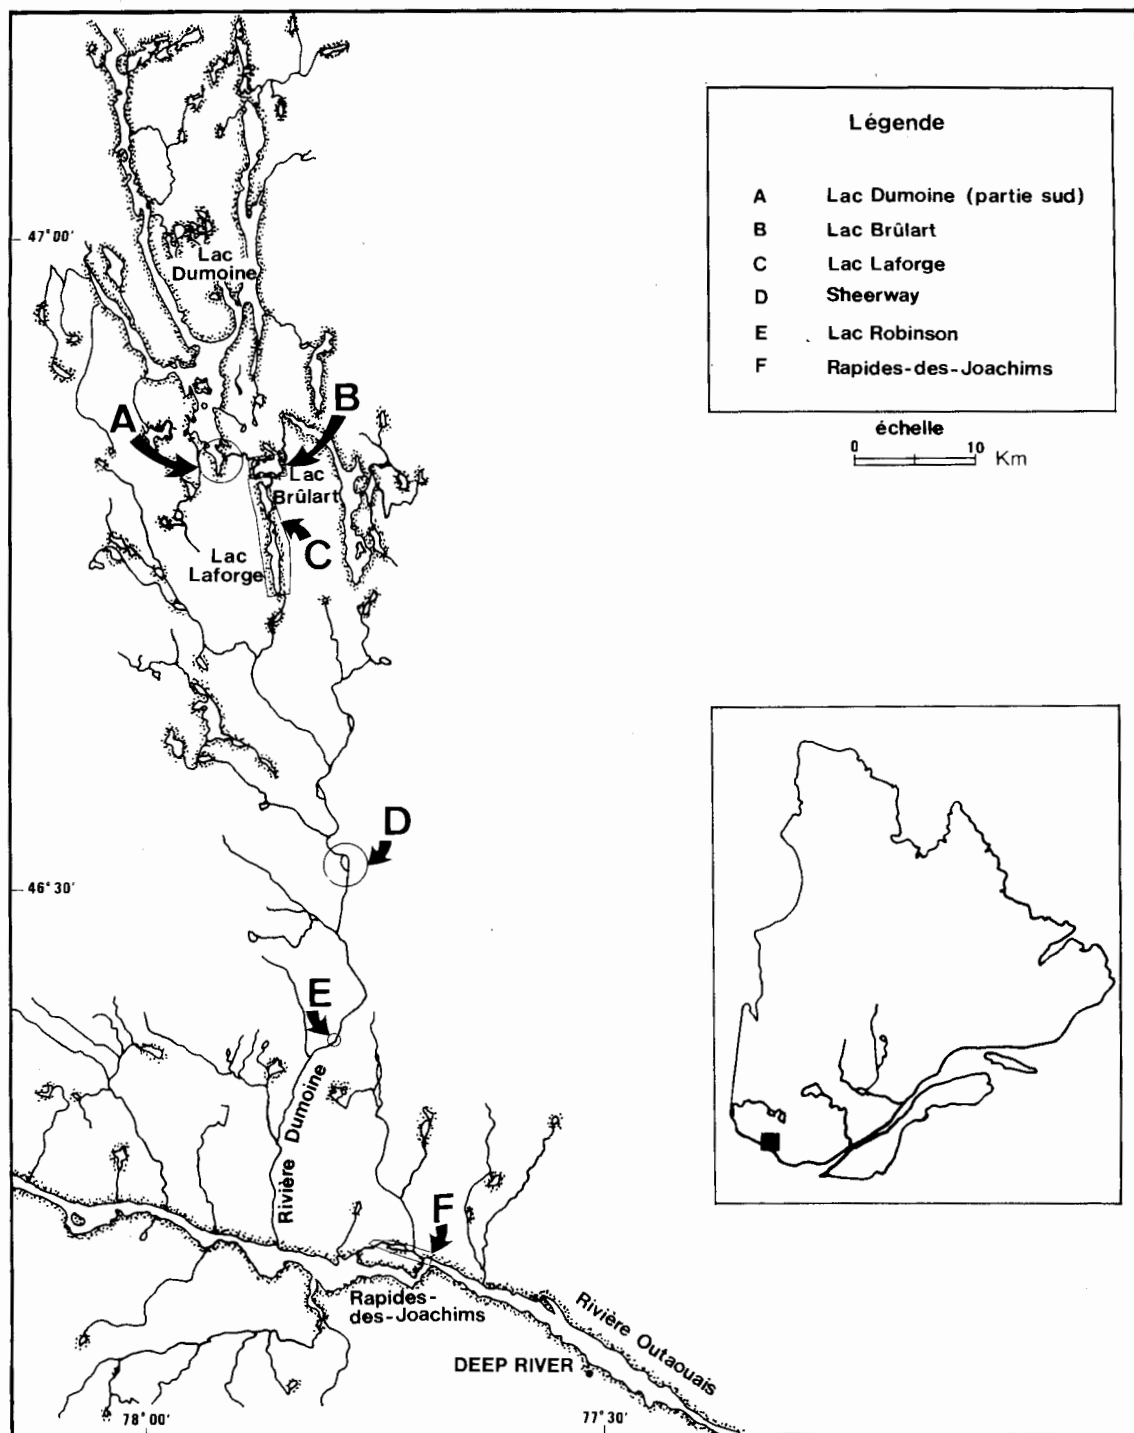 Légende
A Lac Dumoine (partie sud)
B Lac Brûlart
C Lac Laforge
D Sheerway
E Lac Robinson
F Rapides-des-Joachims
échelle
0 10 Km
47° 00'
Lac
Dumoine
A
B
Lac
Brûlart
C
Lac
Laforge
D
46° 30'
E
Rivière Dumoine
F
Rapides-
des-Joachims
Rivière Outaouais
DEEP RIVER
78° 00'
77° 30'